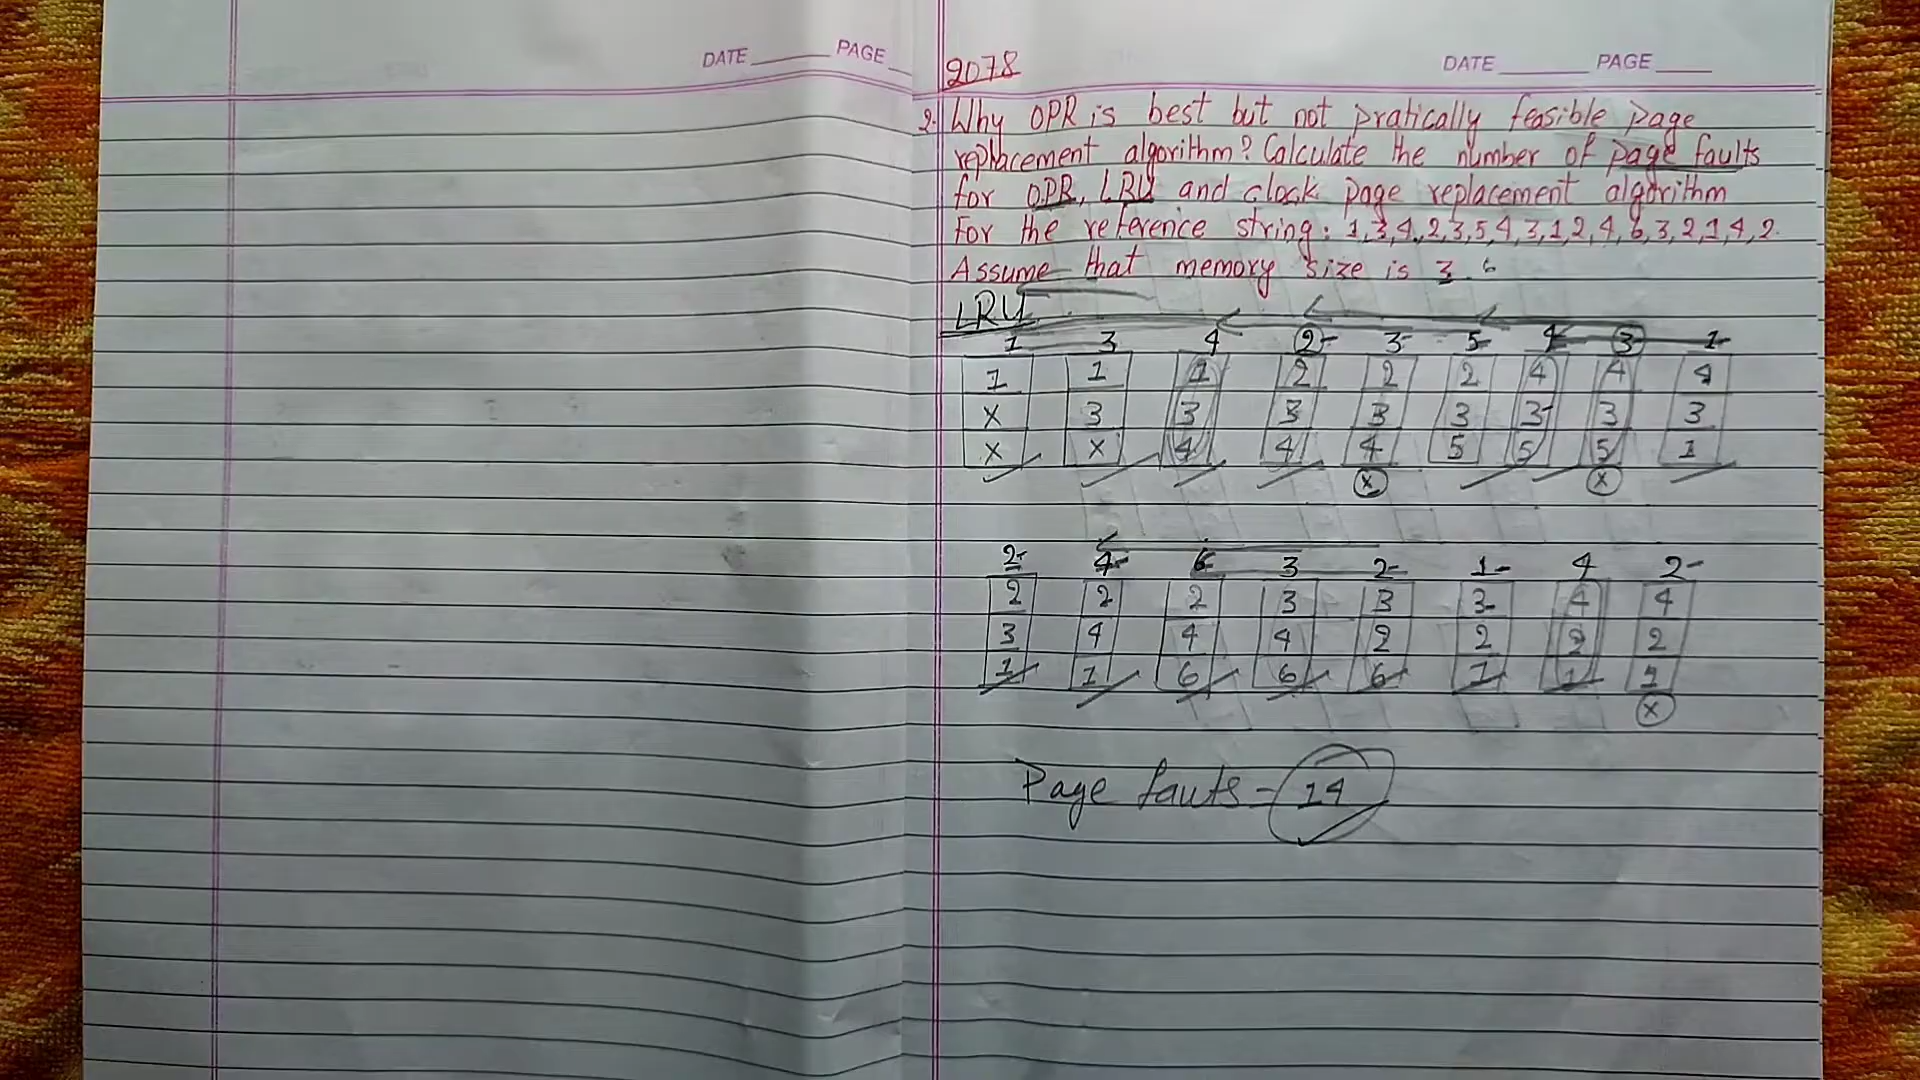 DATE PAGE
2078
DATE PAGE
2. Why OPR is best but not pratically feasible page
replacement algorithm? Calculate the number of page faults
for OPR, LRU and clock page replacement algorithm
For the reference string: 1,3,4,2,3,5,4,3,1,2,4,6,3,2,1,4,2.
Assume that memory size is 3.
LRU
1 3 4 2 3 5 4 3 1
1 1 1 2 2 2 4 4 4
x 3 3 3 3 3 3 3 3
x x 4 4 4 5 5 5 1
x x
2 4 6 3 2 1 4 2
2 2 2 3 3 3 4 4
3 4 4 4 2 2 2 2
1 1 6 6 6 1 1 1
x
Page fauts = 14